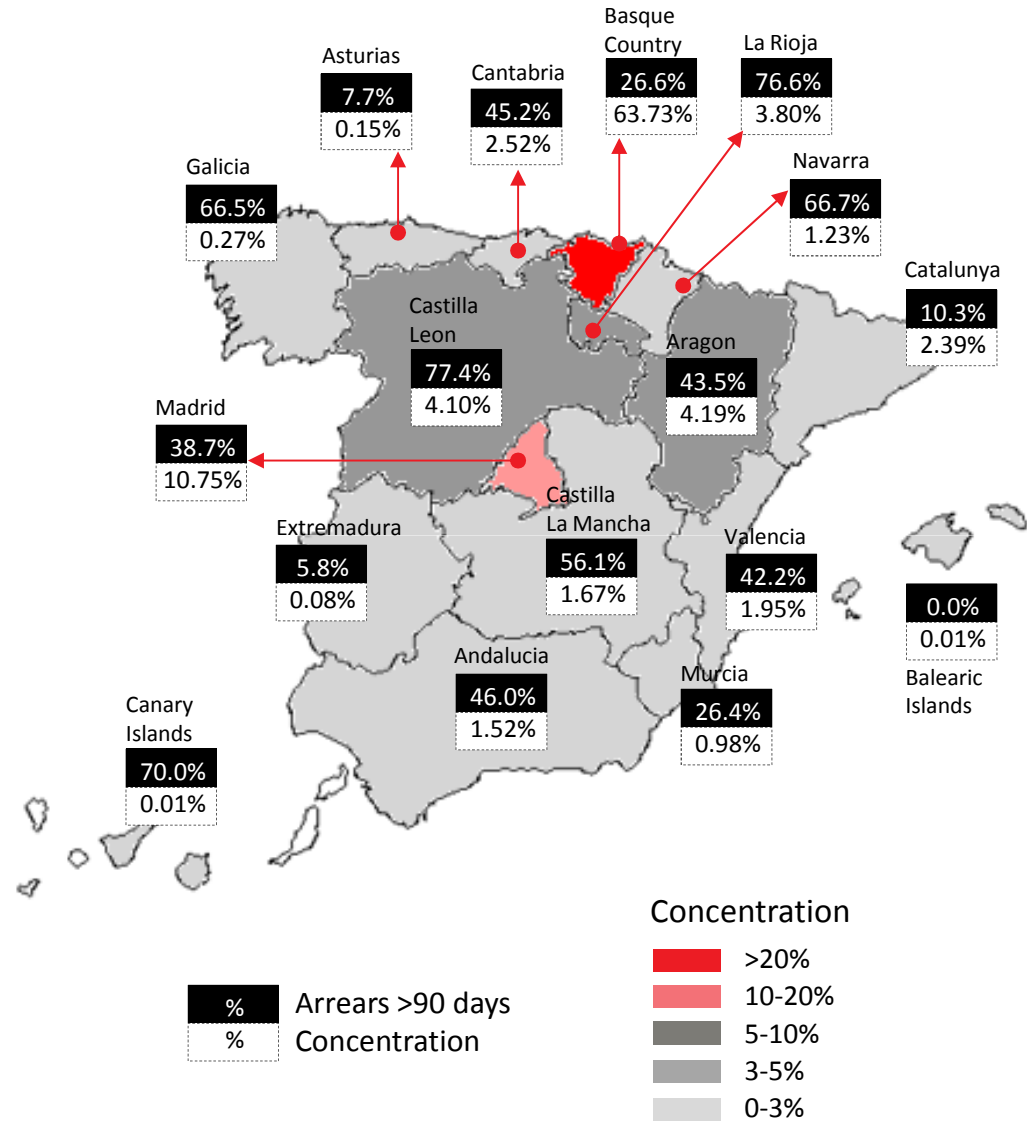 Basque
Country
26.6%
63.73%
La Rioja
76.6%
3.80%
Asturias
7.7%
0.15%
Cantabria
45.2%
2.52%
Navarra
66.7%
1.23%
Galicia
66.5%
0.27%
Catalunya
10.3%
2.39%
Castilla
Leon
77.4%
4.10%
Aragon
43.5%
4.19%
Madrid
38.7%
10.75%
Castilla
La Mancha
56.1%
1.67%
Extremadura
5.8%
0.08%
Valencia
42.2%
1.95%
0.0%
0.01%
Balearic
Islands
Andalucia
46.0%
1.52%
Murcia
26.4%
0.98%
Canary
Islands
70.0%
0.01%
Concentration
>20%
10-20%
5-10%
3-5%
0-3%
% Arrears >90 days
% Concentration